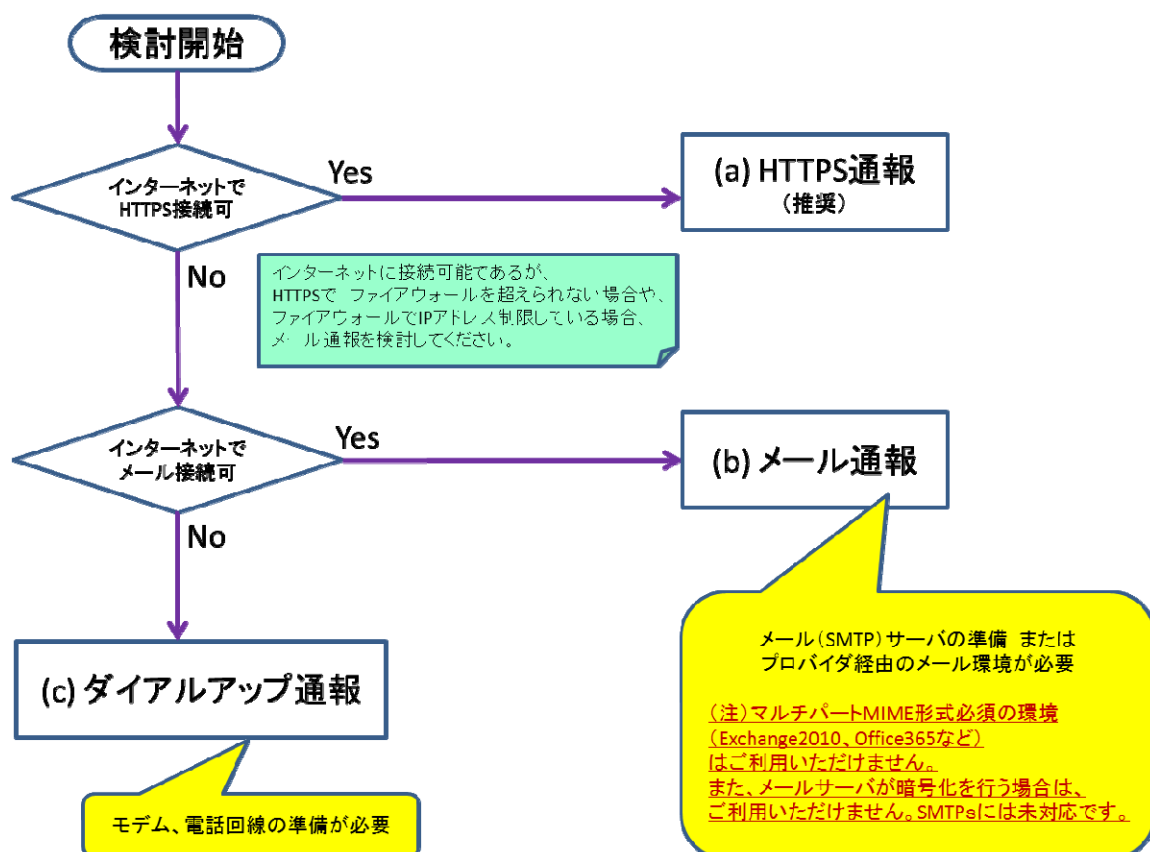 検討開始
インターネットで
HTTPS接続可
Yes
(a) HTTPS通報
（推奨）
No
インターネットに接続可能であるが、
HTTPSで ファイアウォールを超えられない場合や、
ファイアウォールでIPアドレス制限している場合、
メール通報を検討してください。
インターネットで
メール接続可
Yes
(b) メール通報
No
メール（SMTP）サーバの準備 または
プロバイダ経由のメール環境が必要
（注）マルチパートMIME形式必須の環境
（Exchange2010、Office365など）
はご利用いただけません。
また、メールサーバが暗号化を行う場合は、
ご利用いただけません。SMTPsには未対応です。
(c) ダイアルアップ通報
モデム、電話回線の準備が必要